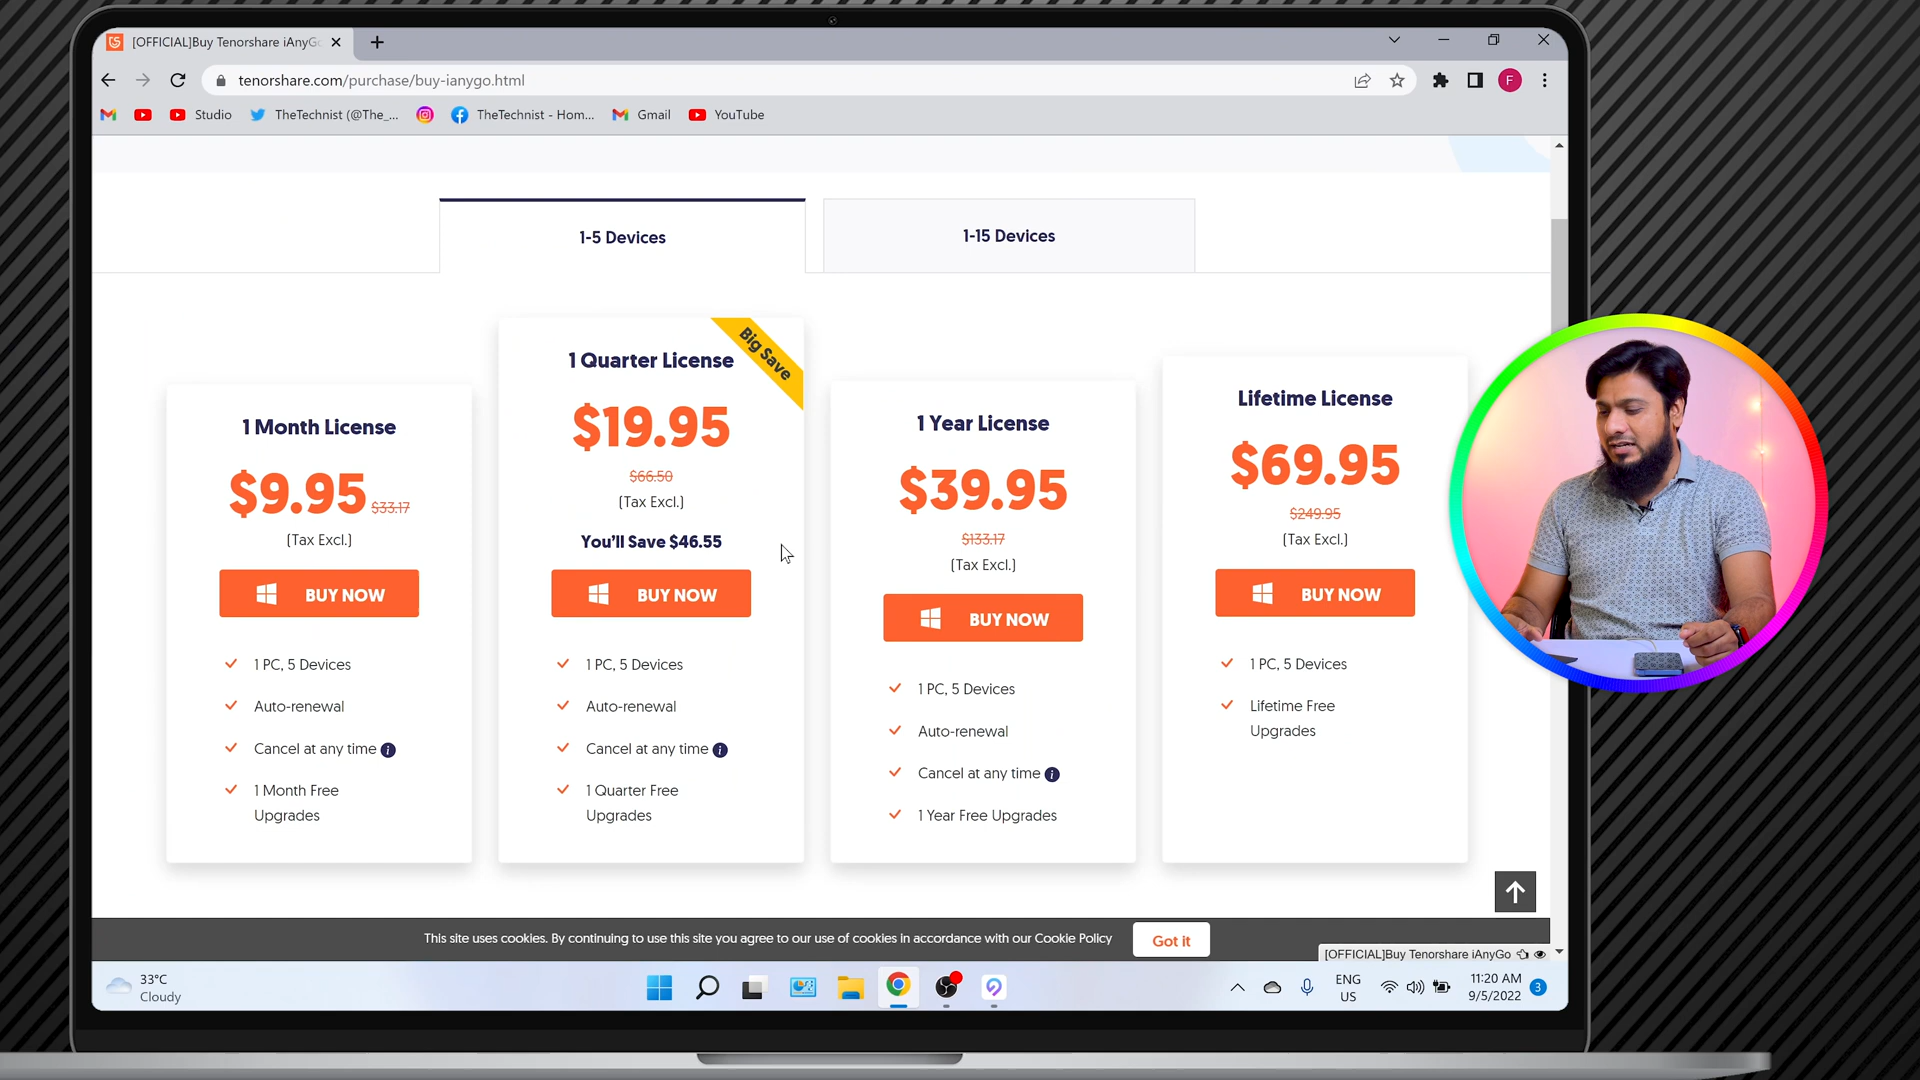 [OFFICIAL]Buy Tenorshare iAnyGo
tenorshare.com/purchase/buy-ianygo.html
F
Studio
TheTechnist (@The_...
TheTechnist - Hom...
Gmail
YouTube
1-5 Devices
1-15 Devices
1 Month License
$9.95 $33.17
(Tax Excl.)
BUY NOW
1 PC, 5 Devices
Auto-renewal
Cancel at any time i
1 Month Free
Upgrades
Big Save
1 Quarter License
$19.95
$66.50
(Tax Excl.)
You'll Save $46.55
BUY NOW
1 PC, 5 Devices
Auto-renewal
Cancel at any time i
1 Quarter Free
Upgrades
1 Year License
$39.95
$133.17
(Tax Excl.)
BUY NOW
1 PC, 5 Devices
Auto-renewal
Cancel at any time i
1 Year Free Upgrades
Lifetime License
$69.95
$249.95
(Tax Excl.)
BUY NOW
1 PC, 5 Devices
Lifetime Free
Upgrades
This site uses cookies. By continuing to use this site you agree to our use of cookies in accordance with our Cookie Policy
Got it
[OFFICIAL]Buy Tenorshare iAnyGo
33°C
Cloudy
ENG
US
11:20 AM
9/5/2022
3